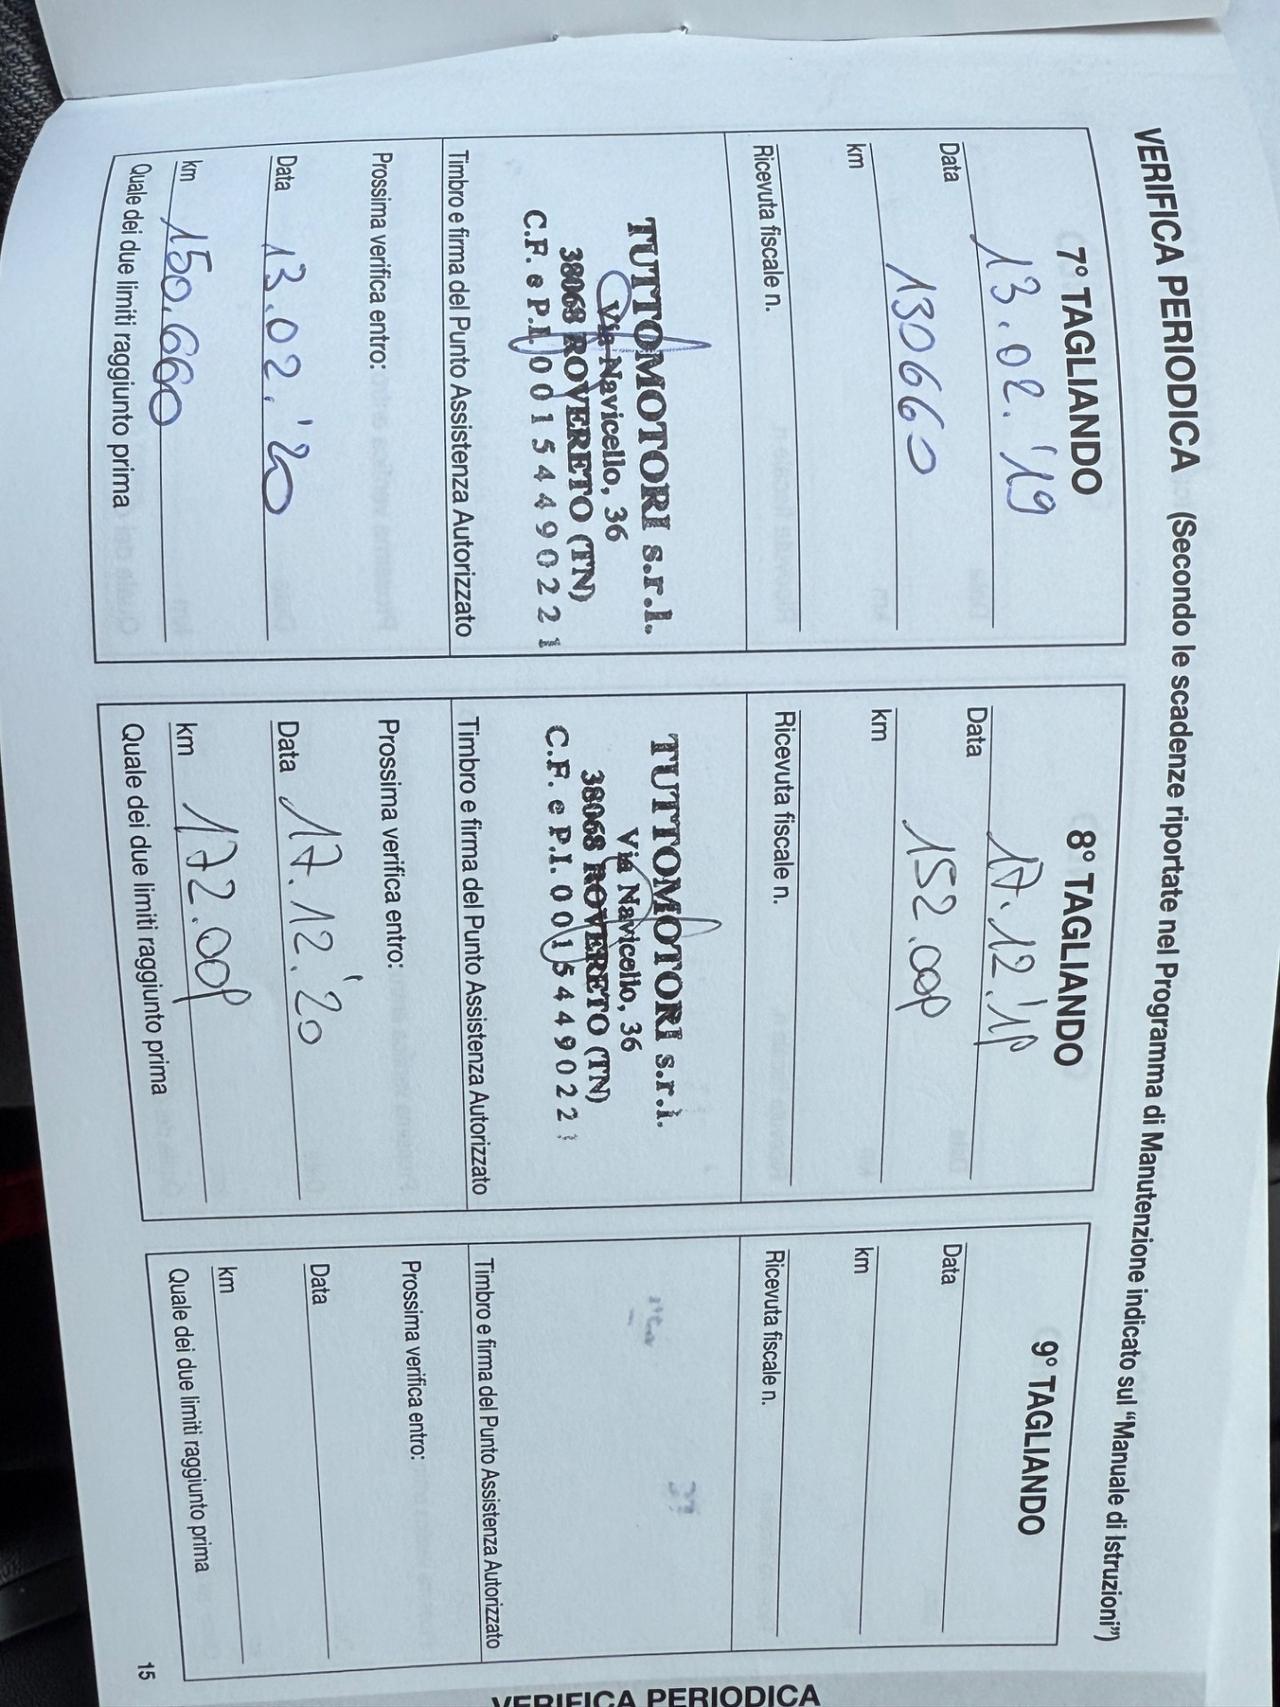 VERIFICA PERIODICA (Secondo le scadenze riportate nel Programma di Manutenzione indicato sul “Manuale di Istruzioni”)
7° TAGLIANDO
Data 13.02.'19
km 130660
Ricevuta fiscale n.
TUTTOMOTORI s.r.l.
Via Navicello, 36
38068 ROVERETO (TN)
C.F. e P.I. 00154490221
Timbro e firma del Punto Assistenza Autorizzato
Prossima verifica entro:
Data 13.02.'20
km 150.660
Quale dei due limiti raggiunto prima
8° TAGLIANDO
Data 17.12.'19
km 152.009
Ricevuta fiscale n.
TUTTOMOTORI s.r.l.
Via Navicello, 36
38068 ROVERETO (TN)
C.F. e P.I. 00154490221
Timbro e firma del Punto Assistenza Autorizzato
Prossima verifica entro:
Data 17.12.'20
km 172.009
Quale dei due limiti raggiunto prima
9° TAGLIANDO
Data
km
Ricevuta fiscale n.
Timbro e firma del Punto Assistenza Autorizzato
Prossima verifica entro:
Data
km
Quale dei due limiti raggiunto prima
15
VERIFICA PERIODICA